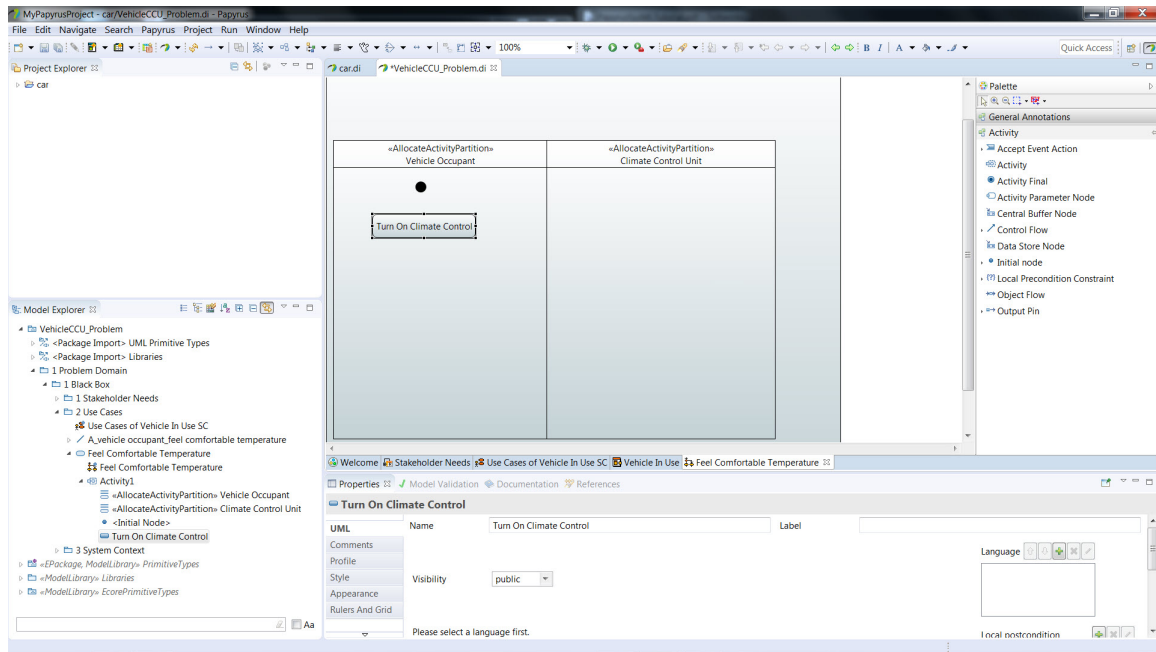 MyPapyrusProject - car/VehicleCCU_Problem.di - Papyrus
File Edit Navigate Search Papyrus Project Run Window Help
100%
B I A
Quick Access
Project Explorer
car
car.di
*VehicleCCU_Problem.di
«AllocateActivityPartition»
Vehicle Occupant
«AllocateActivityPartition»
Climate Control Unit
Turn On Climate Control
Palette
General Annotations
Activity
Accept Event Action
Activity
Activity Final
Activity Parameter Node
Central Buffer Node
Control Flow
Data Store Node
Initial node
Local Precondition Constraint
Object Flow
Output Pin
Model Explorer
VehicleCCU_Problem
<Package Import> UML Primitive Types
<Package Import> Libraries
1 Problem Domain
1 Black Box
1 Stakeholder Needs
2 Use Cases
Use Cases of Vehicle In Use SC
A_vehicle occupant_feel comfortable temperature
Feel Comfortable Temperature
Feel Comfortable Temperature
Activity1
«AllocateActivityPartition» Vehicle Occupant
«AllocateActivityPartition» Climate Control Unit
<Initial Node>
Turn On Climate Control
3 System Context
«EPackage, ModelLibrary» PrimitiveTypes
«ModelLibrary» Libraries
«ModelLibrary» EcorePrimitiveTypes
Aa
Welcome Stakeholder Needs Use Cases of Vehicle In Use SC Vehicle In Use Feel Comfortable Temperature
Properties Model Validation Documentation References
Turn On Climate Control
UML
Comments
Profile
Style
Appearance
Rulers And Grid
Name Turn On Climate Control Label
Language
Visibility public
Please select a language first.
Local postcondition